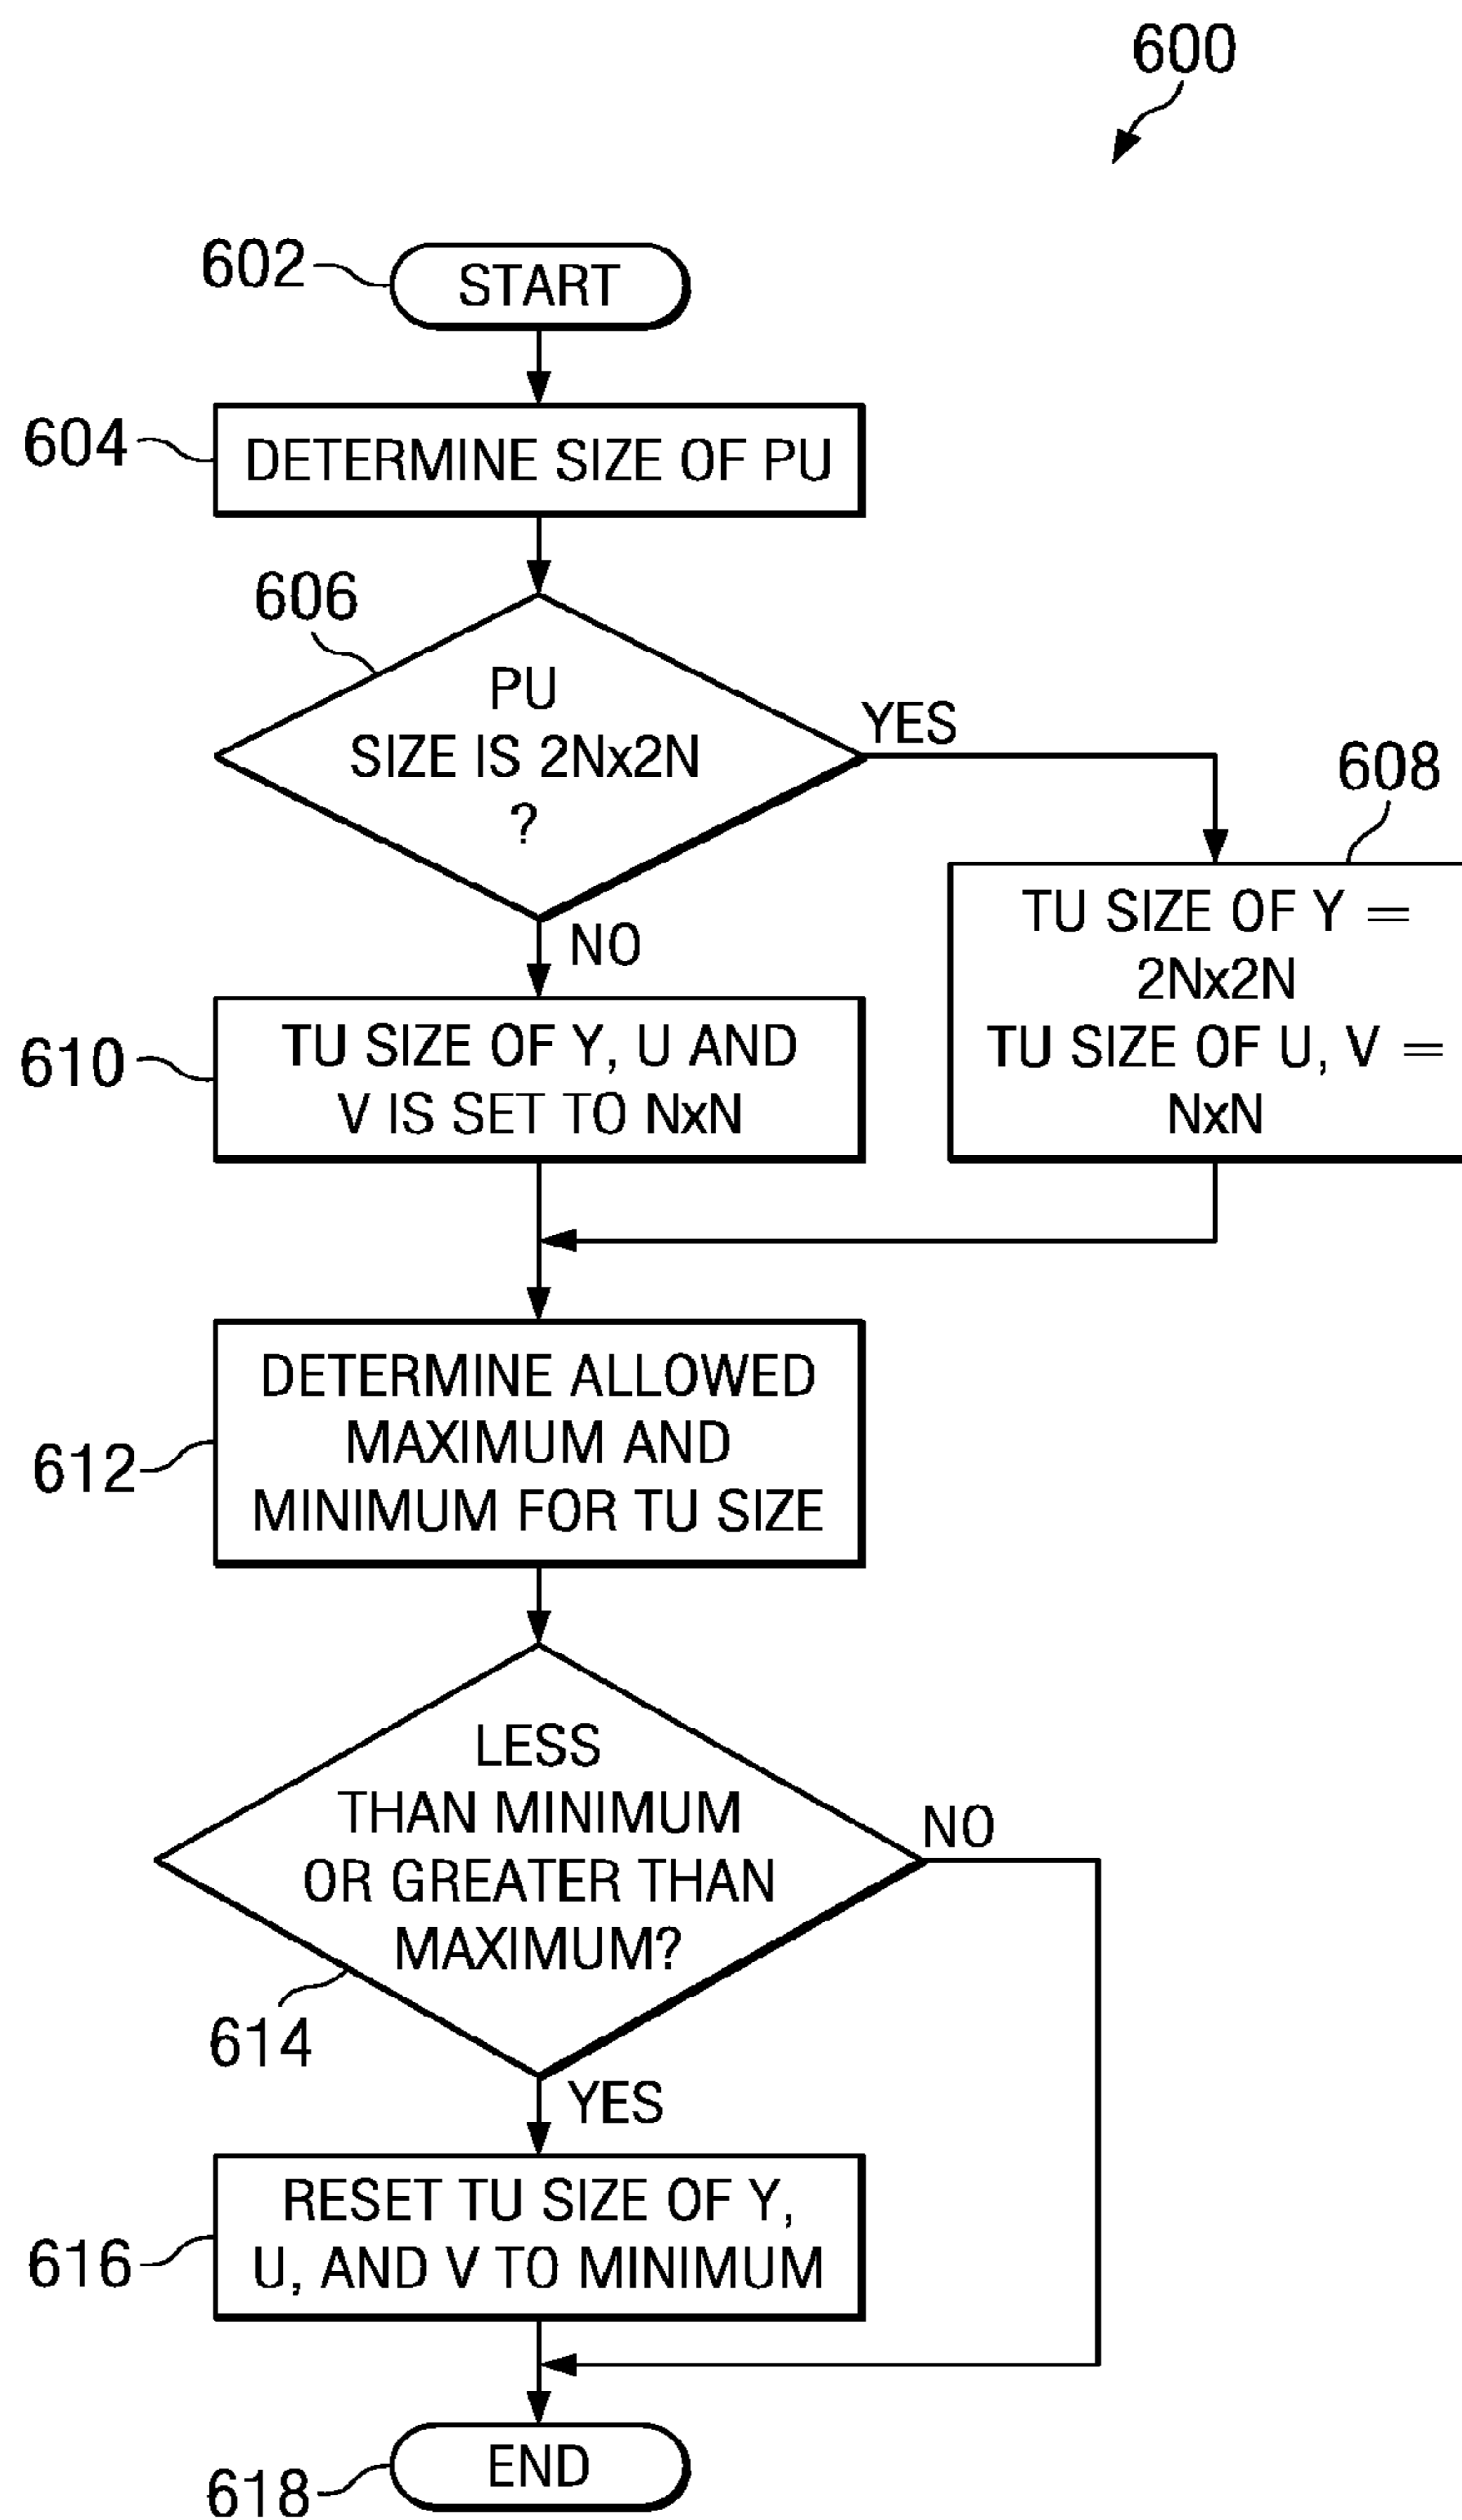 600
602
START
604
DETERMINE SIZE OF PU
606
PU
SIZE IS 2Nx2N
?
YES
608
TU SIZE OF Y =
2Nx2N
TU SIZE OF U, V =
NxN
NO
610
TU SIZE OF Y, U AND
V IS SET TO NxN
612
DETERMINE ALLOWED
MAXIMUM AND
MINIMUM FOR TU SIZE
LESS
THAN MINIMUM
OR GREATER THAN
MAXIMUM?
NO
614
YES
616
RESET TU SIZE OF Y,
U, AND V TO MINIMUM
618
END